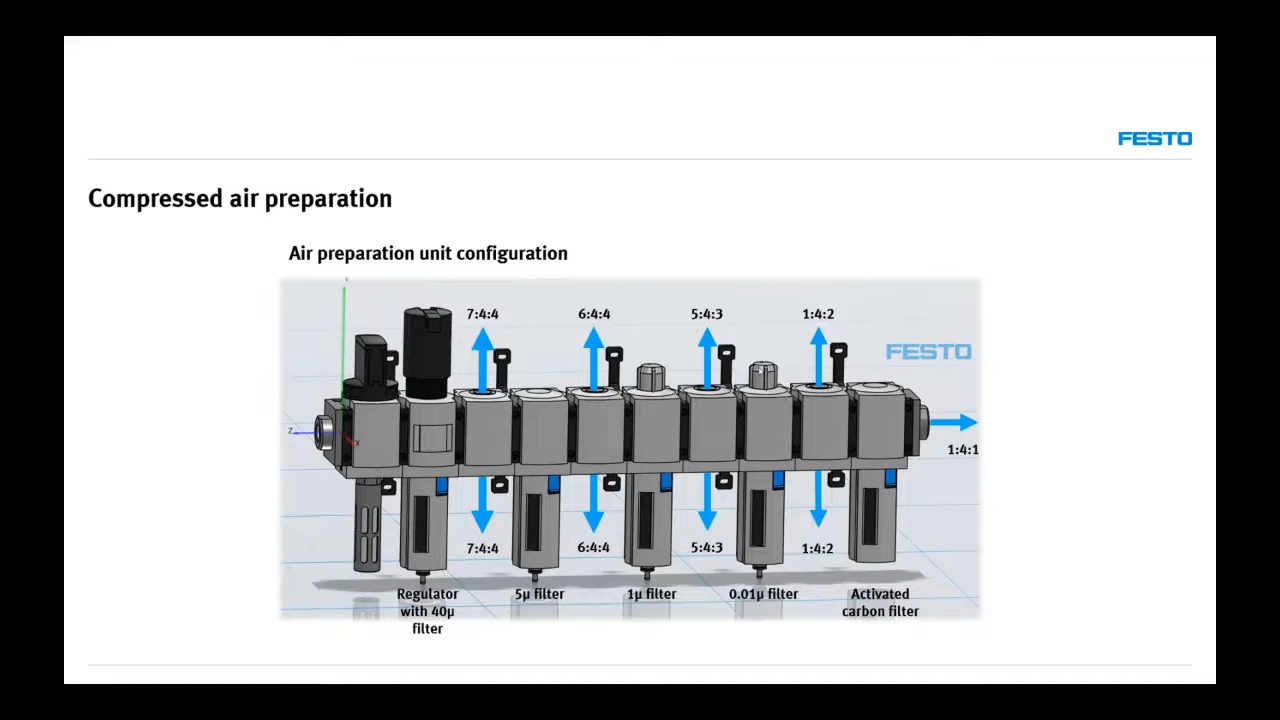 FESTO
Compressed air preparation
Air preparation unit configuration
7:4:4 6:4:4 5:4:3 1:4:2
FESTO
Y
Z
X
1:4:1
7:4:4 6:4:4 5:4:3 1:4:2
Regulator
with 40µ
filter
5µ filter
1µ filter
0.01µ filter
Activated
carbon filter